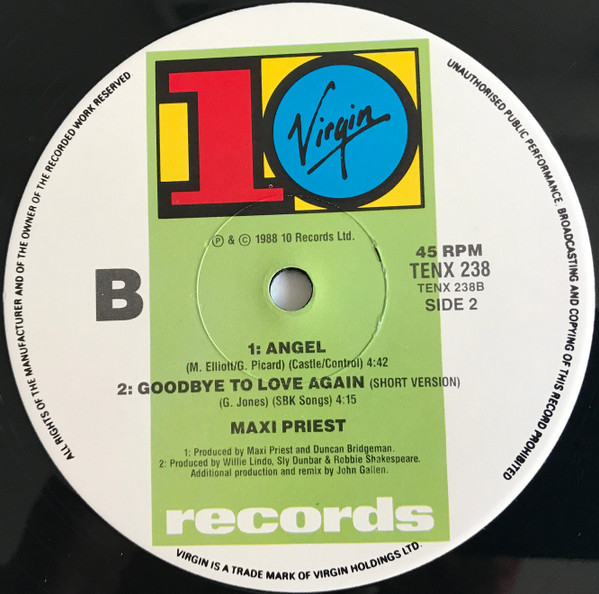 ALL RIGHTS OF THE MANUFACTURER AND OF THE OWNER OF THE RECORDED WORK RESERVED
UNAUTHORISED PUBLIC PERFORMANCE, BROADCASTING AND COPYING OF THIS RECORD PROHIBITED
10
Virgin
℗ & © 1988 10 Records Ltd.
B
45 RPM
TENX 238
TENX 238B
SIDE 2
1: ANGEL
(M. Elliott/G. Picard) (Castle/Control) 4:42
2: GOODBYE TO LOVE AGAIN (SHORT VERSION)
(G. Jones) (SBK Songs) 4:15
MAXI PRIEST
1: Produced by Maxi Priest and Duncan Bridgeman.
2: Produced by Willie Lindo, Sly Dunbar & Robbie Shakespeare.
Additional production and remix by John Gallen.
records
VIRGIN IS A TRADE MARK OF VIRGIN HOLDINGS LTD.